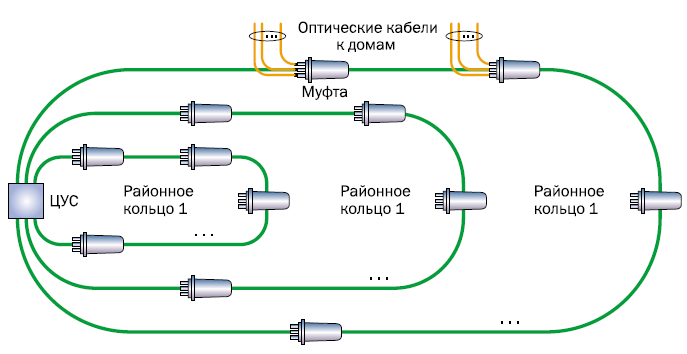 Оптические кабели
к домам
Муфта
ЦУС
Районное
кольцо 1
Районное
кольцо 1
Районное
кольцо 1